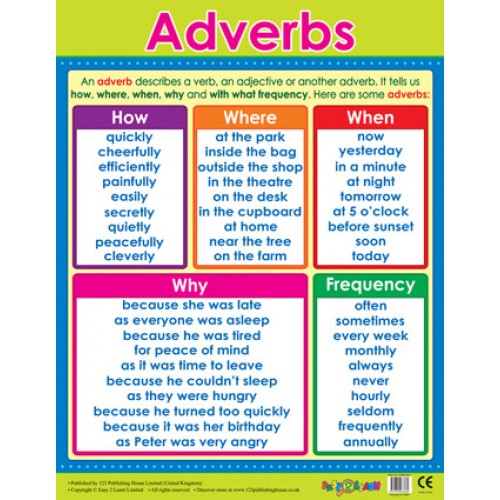 Adverbs
An adverb describes a verb, an adjective or another adverb. It tells us
how, where, when, why and with what frequency. Here are some adverbs:
How
quickly
cheerfully
efficiently
painfully
easily
secretly
quietly
peacefully
cleverly
Where
at the park
inside the bag
outside the shop
in the theatre
on the desk
in the cupboard
at home
near the tree
on the farm
When
now
yesterday
in a minute
at night
tomorrow
at 5 o'clock
before sunset
soon
today
Why
because she was late
as everyone was asleep
because he was tired
for peace of mind
as it was time to leave
because he couldn't sleep
as they were hungry
because he turned too quickly
because it was her birthday
as Peter was very angry
Frequency
often
sometimes
every week
monthly
always
never
hourly
seldom
frequently
annually
• Published by 123 Publishing House Limited (United Kingdom).
• Copyright © Easy 2 Learn Limited • Discover more at www.123publishinghouse.co.uk
CE